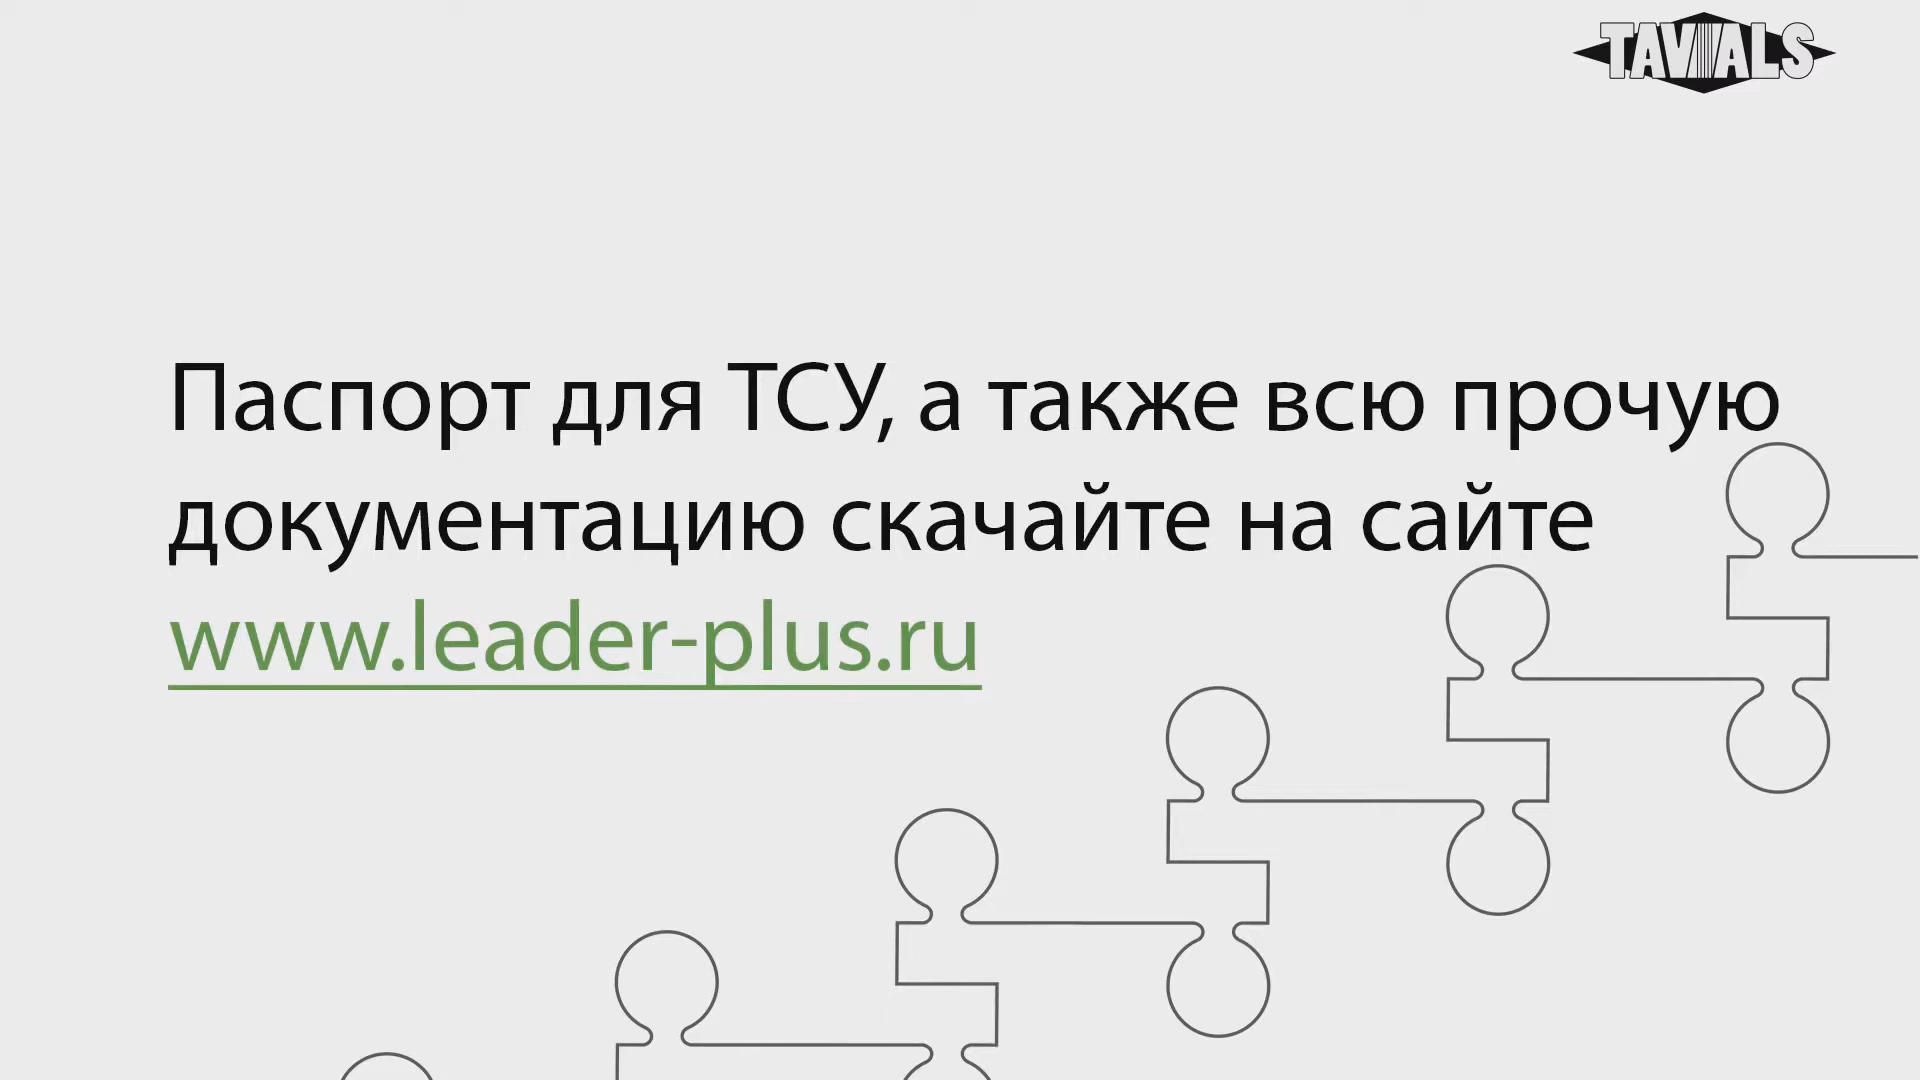 TAVIALS
Паспорт для ТСУ, а также всю прочую
документацию скачайте на сайте
www.leader-plus.ru